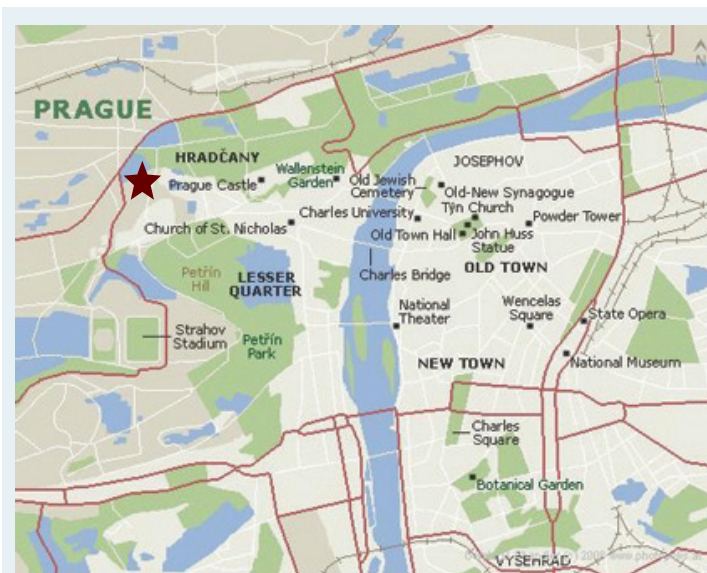 N
PRAGUE
HRADČANY
JOSEPHOV
Wallenstein
Garden
Old Jewish
Cemetery
Prague Castle
Old-New Synagogue
Týn Church
Charles University
Powder Tower
Church of St. Nicholas
Old Town Hall
John Huss
Statue
OLD TOWN
Petřín
Hill
LESSER
QUARTER
Charles Bridge
National
Theater
Wencelas
Square
State Opera
Strahov
Stadium
Petřín
Park
NEW TOWN
National Museum
Charles
Square
Botanical Garden
VYŠEHRAD